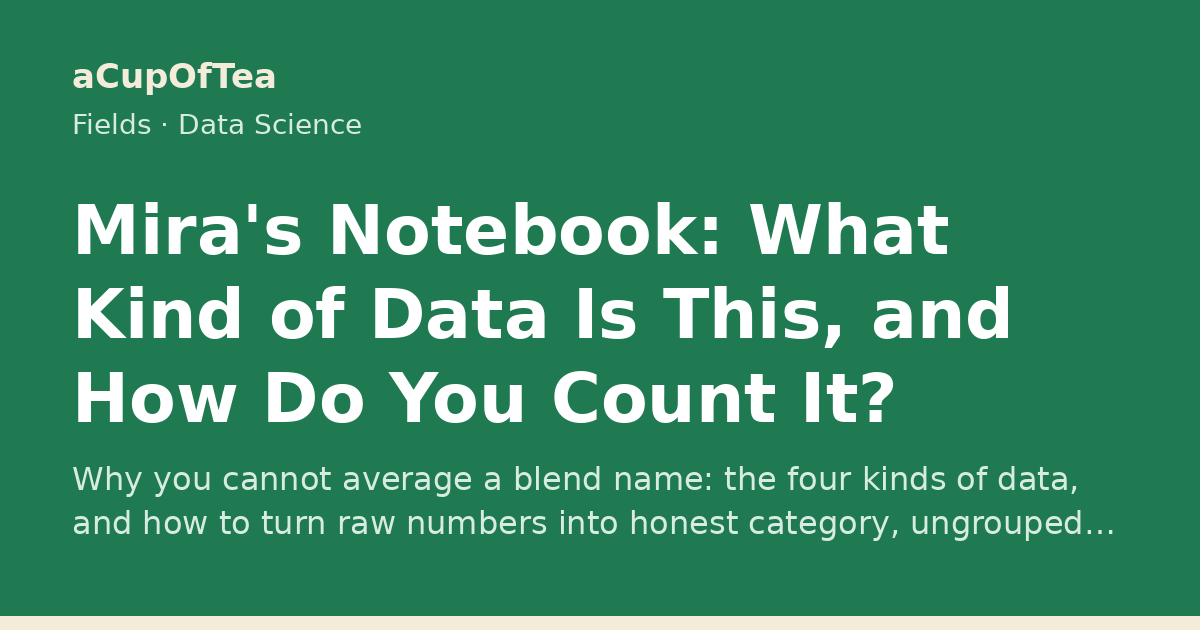 aCupOfTea
Fields · Data Science
Mira's Notebook: What
Kind of Data Is This, and
How Do You Count It?
Why you cannot average a blend name: the four kinds of data,
and how to turn raw numbers into honest category, ungrouped…